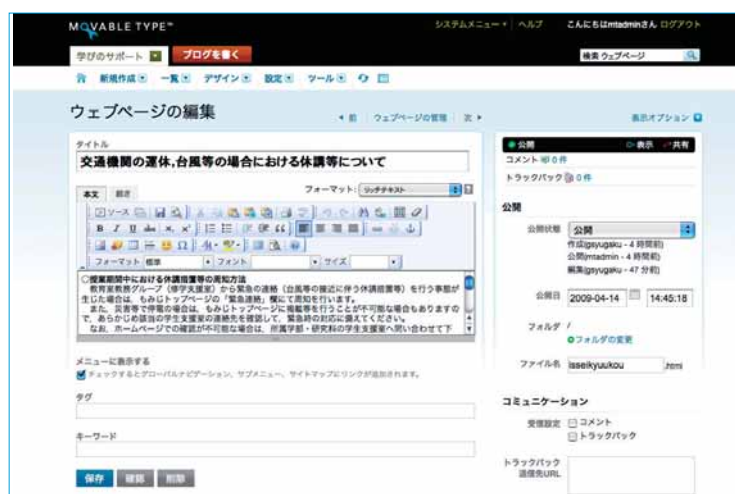 MOVABLE TYPE™
システムメニュー ヘルプ こんにちはmtadminさん ログアウト
学びのサポート ブログを書く
検索 ウェブページ
新規作成 一覧 デザイン 設定 ツール
ウェブページの編集
前 ウェブページの管理 次
表示オプション
タイトル
交通機関の運休,台風等の場合における休講等について
本文 続き
フォーマット: リッチテキスト
ソース
フォーマット 標準 フォント サイズ
○授業期間中における休講措置等の周知方法
教育室教務グループ(修学支援室)から緊急の連絡(台風等の接近に伴う休講措置等)を行う事態が
生じた場合は、もみじトップページの「緊急連絡」欄にて周知を行います。
また、災害等で停電の場合は、もみじトップページに掲載等を行うことが不可能な場合もありますの
で、あらかじめ該当の学生支援室の連絡先を確認して、緊急時の対応に備えてください。
なお、ホームページでの確認が不可能な場合は、所属学部・研究科の学生支援室へ問い合わせて下
メニューに表示する
チェックするとグローバルナビゲーション、サブメニュー、サイトマップにリンクが追加されます。
タグ
キーワード
保存 確認 削除
公開 表示 共有
コメント 0 件
トラックバック 0 件
公開
公開状態 公開
作成(gsyugaku - 4 時間前)
公開(mtadmin - 4 時間前)
編集(gsyugaku - 47 分前)
公開日 2009-04-14 14:45:18
フォルダ /
フォルダの変更
ファイル名 isseikyuukou .html
コミュニケーション
受信設定 コメント
トラックバック
トラックバック
送信先URL